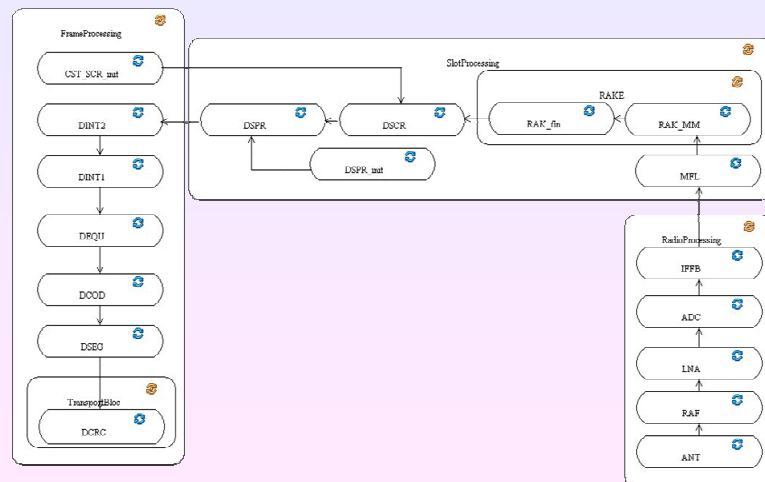 FrameProcessing
CST_SCR_init
DINT2
DINT1
DEQU
DCOD
DSEG
TransportBloc
DCRC
SlotProcessing
RAKE
DSPR
DSCR
RAK_fin
RAK_MM
DSPR_init
MFL
RadioProcessing
IFFB
ADC
LNA
RAF
ANT